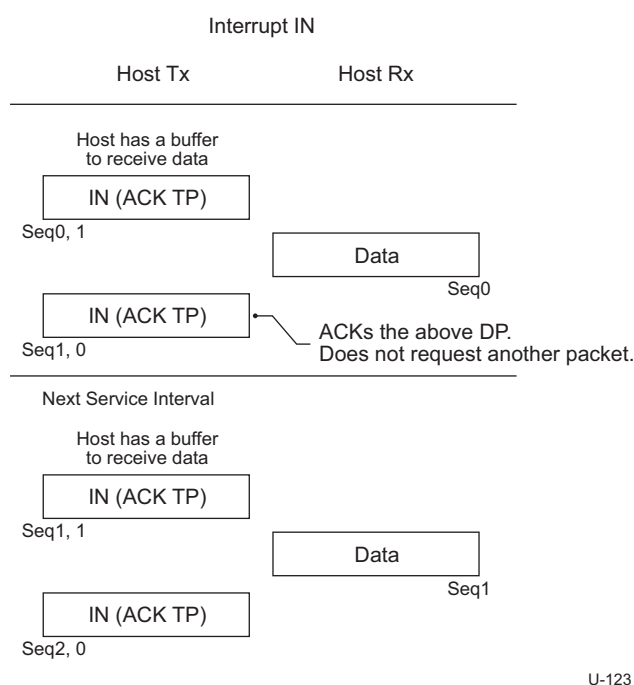 Interrupt IN
Host Tx
Host Rx
Host has a buffer
to receive data
IN (ACK TP)
Seq0, 1
Data
Seq0
IN (ACK TP)
Seq1, 0
ACKs the above DP.
Does not request another packet.
Next Service Interval
Host has a buffer
to receive data
IN (ACK TP)
Seq1, 1
Data
Seq1
IN (ACK TP)
Seq2, 0
U-123